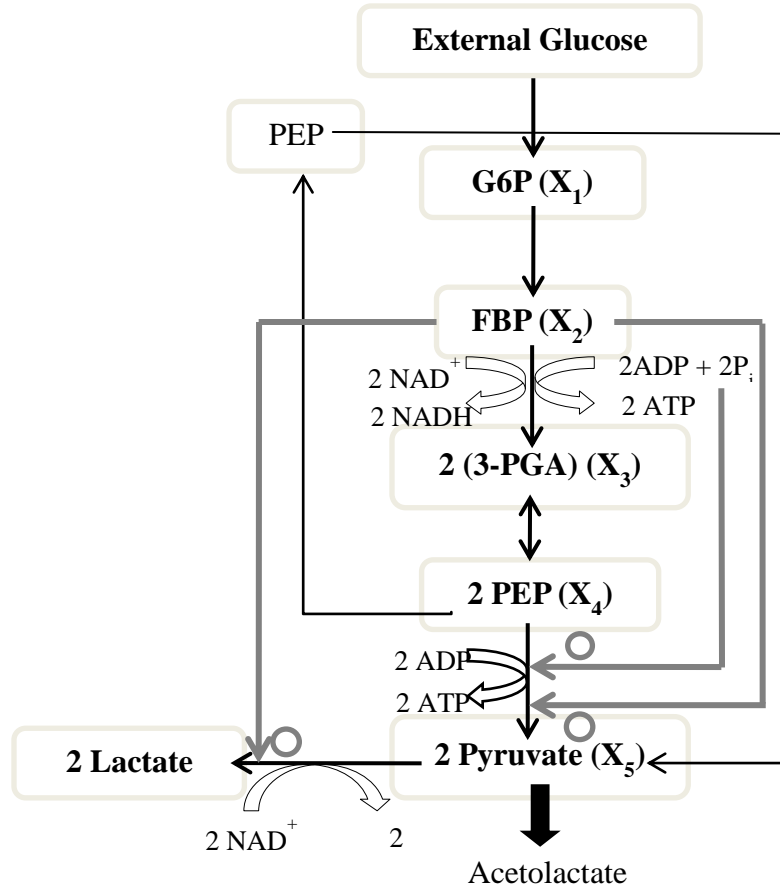 External Glucose
PEP
G6P (X1)
FBP (X2)
2 NAD+
2ADP + 2Pi
2 NADH
2 ATP
2 (3-PGA) (X3)
2 PEP (X4)
2 ADP
2 ATP
2 Lactate
2 Pyruvate (X5)
2 NAD+
2
Acetolactate